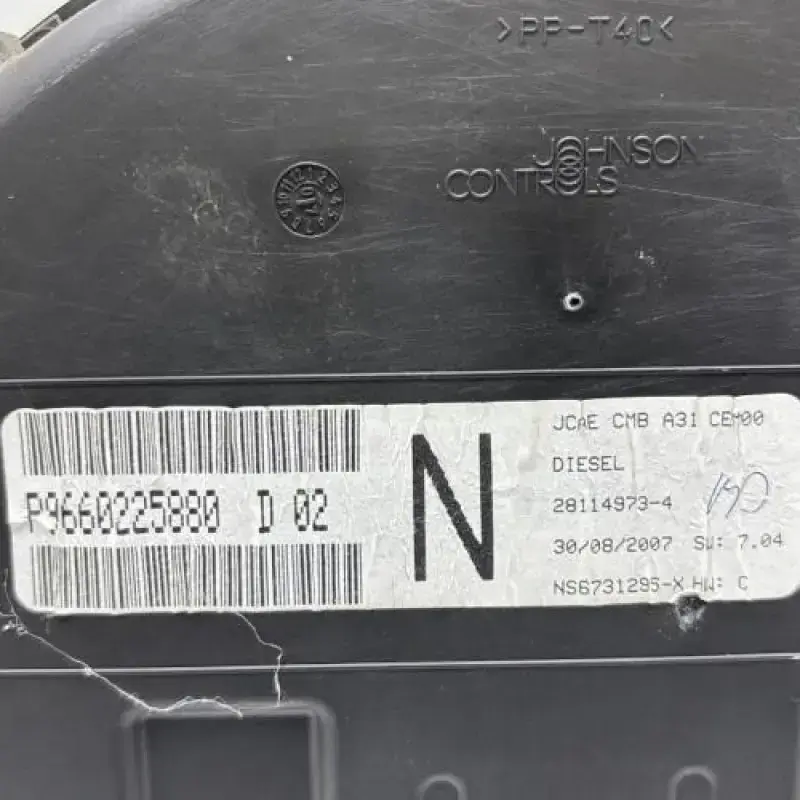 >PP-T40<
JOHNSON
CONTROLS
P9660225880 D 02
N
JCAE CMB A31 CEM00
DIESEL
28114973-4
30/08/2007 SW: 7.04
NS6731295-X HW: C